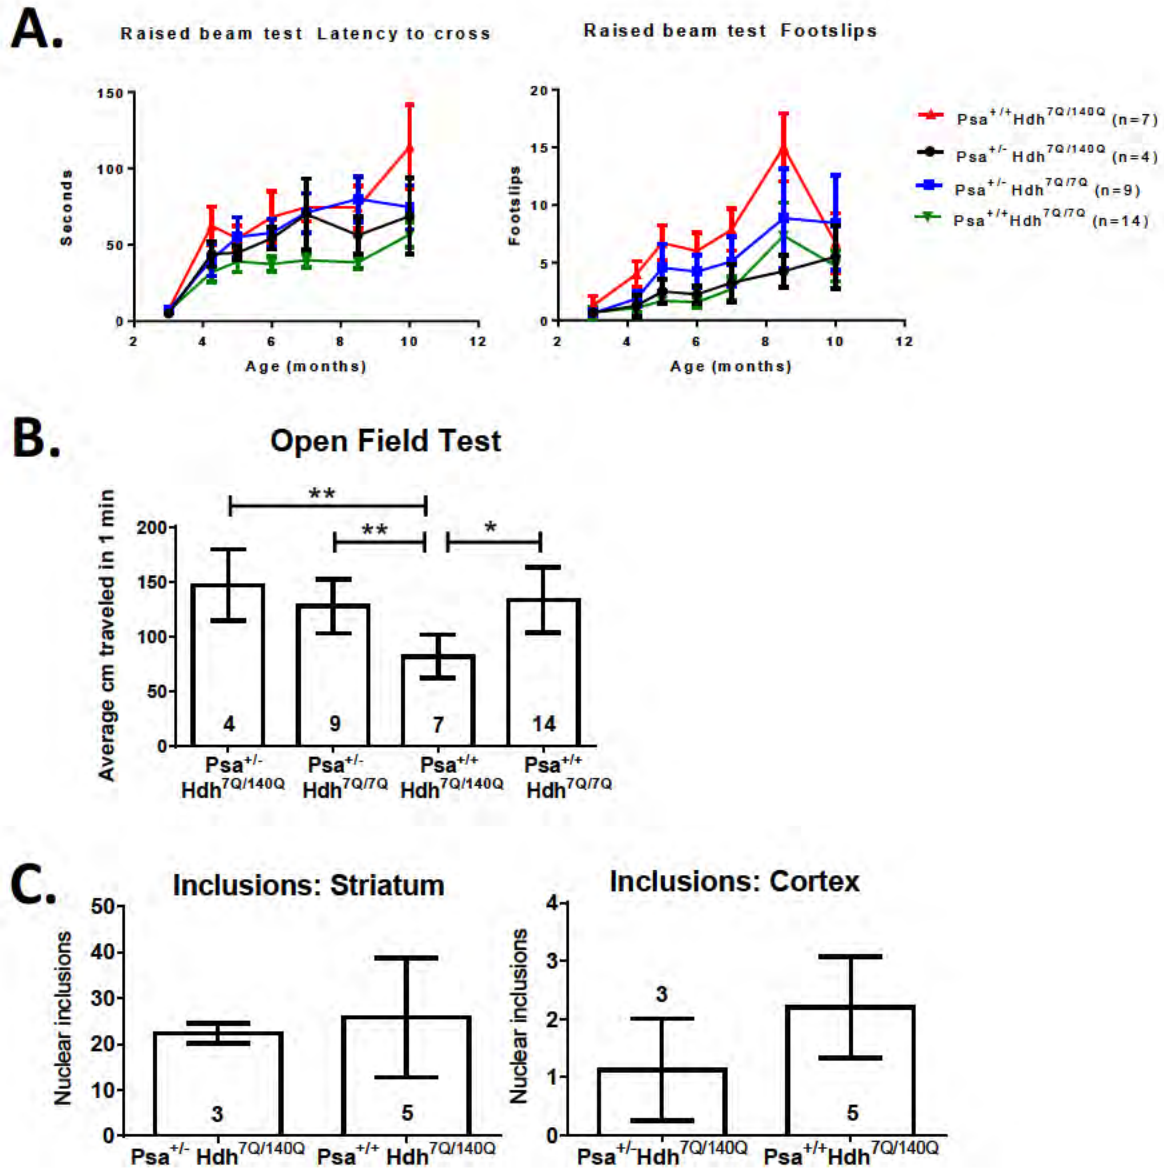 A.
Raised beam test Latency to cross
150
100
50
0
Seconds
2 4 6 8 10 12
Age (months)
Raised beam test Footslips
20
15
10
5
0
Footslips
2 4 6 8 10 12
Age (months)
Psa+/+Hdh7Q/140Q (n=7)
Psa+/- Hdh7Q/140Q (n=4)
Psa+/- Hdh7Q/7Q (n=9)
Psa+/+Hdh7Q/7Q (n=14)
B.
Open Field Test
Average cm traveled in 1 min
200
150
100
50
0
** ** *
4 9 7 14
Psa+/- Psa+/- Psa+/+ Psa+/+
Hdh7Q/140Q Hdh7Q/7Q Hdh7Q/140Q Hdh7Q/7Q
C.
Inclusions: Striatum
Nuclear inclusions
50
40
30
20
10
0
3 5
Psa+/- Hdh7Q/140Q Psa+/+ Hdh7Q/140Q
Inclusions: Cortex
Nuclear inclusions
4
3
2
1
0
3
5
Psa+/-Hdh7Q/140Q Psa+/+Hdh7Q/140Q